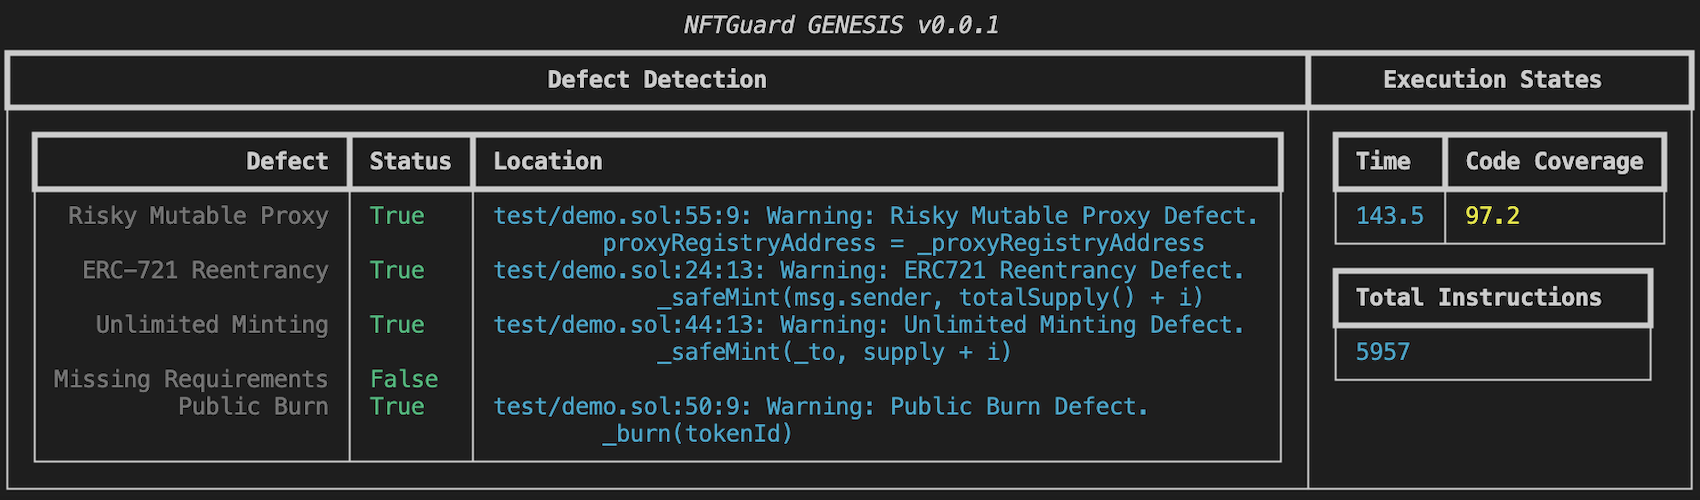 NFTGuard GENESIS v0.0.1
Defect Detection Execution States
Defect Status Location
Risky Mutable Proxy True test/demo.sol:55:9: Warning: Risky Mutable Proxy Defect.
proxyRegistryAddress = _proxyRegistryAddress
ERC-721 Reentrancy True test/demo.sol:24:13: Warning: ERC721 Reentrancy Defect.
_safeMint(msg.sender, totalSupply() + i)
Unlimited Minting True test/demo.sol:44:13: Warning: Unlimited Minting Defect.
_safeMint(_to, supply + i)
Missing Requirements False
Public Burn True test/demo.sol:50:9: Warning: Public Burn Defect.
_burn(tokenId)
Time Code Coverage
143.5 97.2
Total Instructions
5957